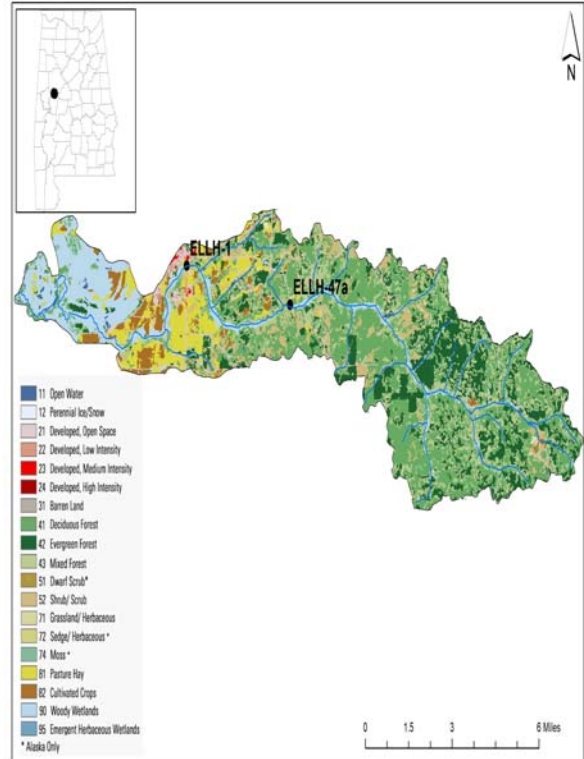 N
ELLH-1
ELLH-47a
11 Open Water
12 Perennial Ice/Snow
21 Developed, Open Space
22 Developed, Low Intensity
23 Developed, Medium Intensity
24 Developed, High Intensity
31 Barren Land
41 Deciduous Forest
42 Evergreen Forest
43 Mixed Forest
51 Dwarf Scrub*
52 Shrub/ Scrub
71 Grassland/ Herbaceous
72 Sedge/ Herbaceous *
74 Moss *
81 Pasture Hay
82 Cultivated Crops
90 Woody Wetlands
95 Emergent Herbaceous Wetlands
* Alaska Only
0 1.5 3 6 Miles